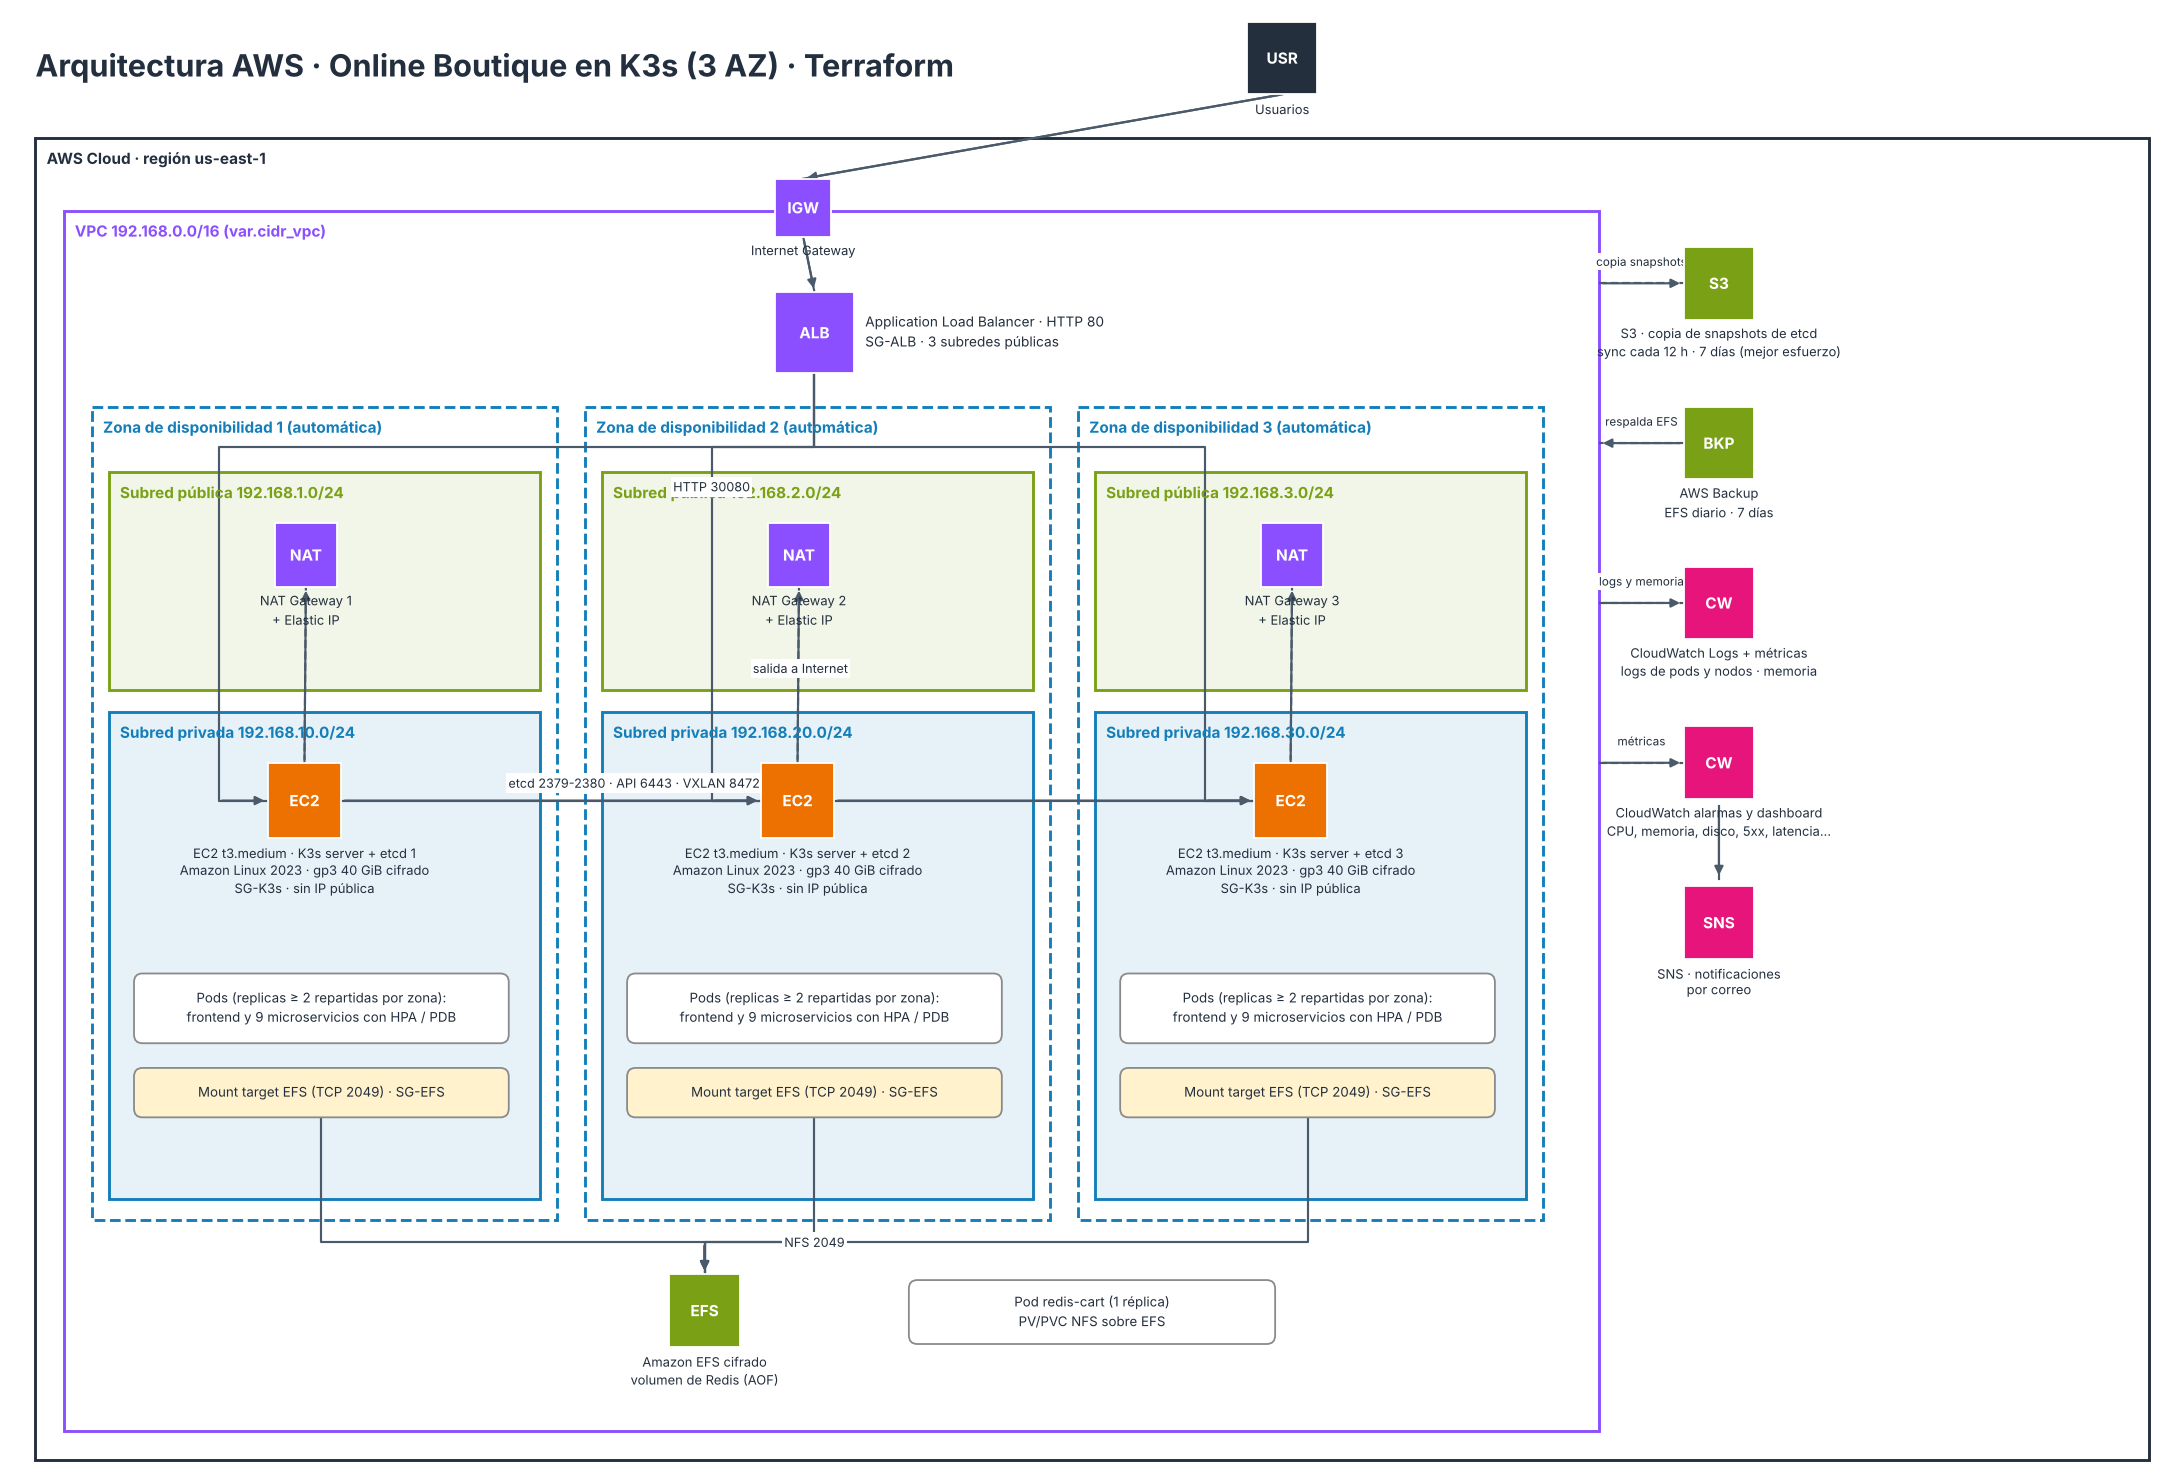 Arquitectura AWS · Online Boutique en K3s (3 AZ) · Terraform
USR
Usuarios
AWS Cloud · región us-east-1
IGW
Internet Gateway
VPC 192.168.0.0/16 (var.cidr_vpc)
ALB
Application Load Balancer · HTTP 80
SG-ALB · 3 subredes públicas
Zona de disponibilidad 1 (automática)
Subred pública 192.168.1.0/24
NAT
NAT Gateway 1
+ Elastic IP
Subred privada 192.168.10.0/24
EC2
EC2 t3.medium · K3s server + etcd 1
Amazon Linux 2023 · gp3 40 GiB cifrado
SG-K3s · sin IP pública
Pods (replicas ≥ 2 repartidas por zona):
frontend y 9 microservicios con HPA / PDB
Mount target EFS (TCP 2049) · SG-EFS
etcd 2379-2380 · API 6443 · VXLAN 8472
Zona de disponibilidad 2 (automática)
HTTP 30080
Subred .168.2.0/24
NAT
NAT Gateway 2
+ Elastic IP
salida a Internet
Subred privada 192.168.20.0/24
EC2
EC2 t3.medium · K3s server + etcd 2
Amazon Linux 2023 · gp3 40 GiB cifrado
SG-K3s · sin IP pública
Pods (replicas ≥ 2 repartidas por zona):
frontend y 9 microservicios con HPA / PDB
Mount target EFS (TCP 2049) · SG-EFS
Zona de disponibilidad 3 (automática)
Subred pública 192.168.3.0/24
NAT
NAT Gateway 3
+ Elastic IP
Subred privada 192.168.30.0/24
EC2
EC2 t3.medium · K3s server + etcd 3
Amazon Linux 2023 · gp3 40 GiB cifrado
SG-K3s · sin IP pública
Pods (replicas ≥ 2 repartidas por zona):
frontend y 9 microservicios con HPA / PDB
Mount target EFS (TCP 2049) · SG-EFS
NFS 2049
EFS
Amazon EFS cifrado
volumen de Redis (AOF)
Pod redis-cart (1 réplica)
PV/PVC NFS sobre EFS
copia snapshots
S3
S3 · copia de snapshots de etcd
sync cada 12 h · 7 días (mejor esfuerzo)
respalda EFS
BKP
AWS Backup
EFS diario · 7 días
logs y memoria
CW
CloudWatch Logs + métricas
logs de pods y nodos · memoria
métricas
CW
CloudWatch alarmas y dashboard
CPU, memoria, disco, 5xx, latencia...
SNS
SNS · notificaciones
por correo